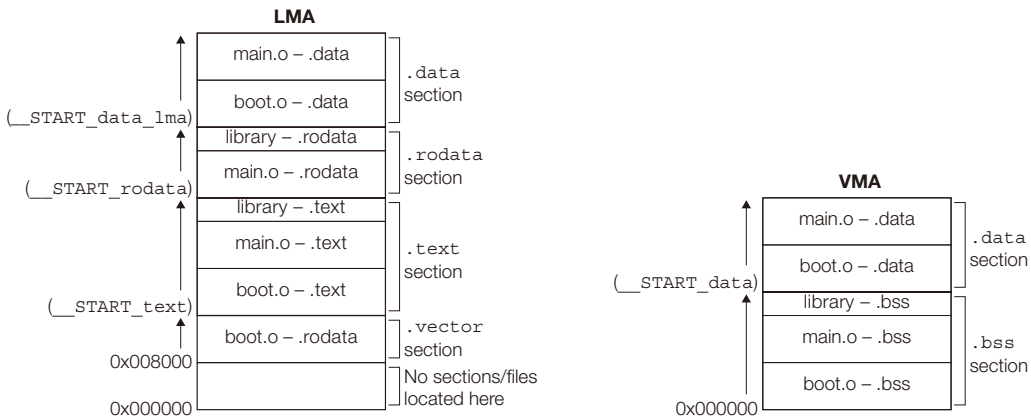 LMA
main.o – .data
boot.o – .data
.data
section
(__START_data_lma)
library – .rodata
main.o – .rodata
.rodata
section
(__START_rodata)
library – .text
main.o – .text
boot.o – .text
.text
section
(__START_text)
boot.o – .rodata
.vector
section
0x008000
No sections/files
located here
0x000000
VMA
main.o – .data
boot.o – .data
.data
section
(__START_data)
library – .bss
main.o – .bss
boot.o – .bss
.bss
section
0x000000